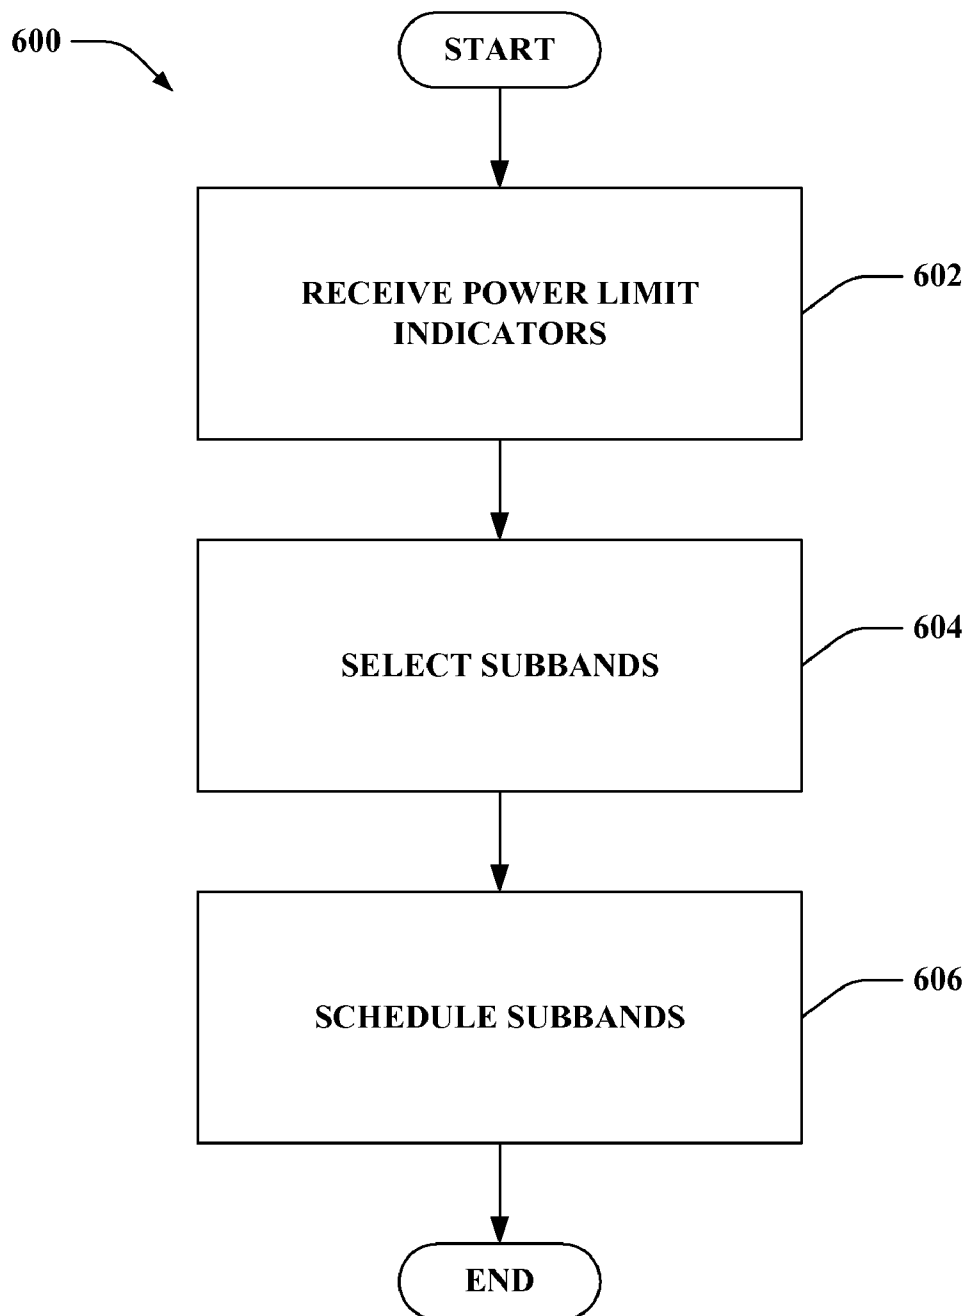 600
START
RECEIVE POWER LIMIT
INDICATORS
602
SELECT SUBBANDS
604
SCHEDULE SUBBANDS
606
END